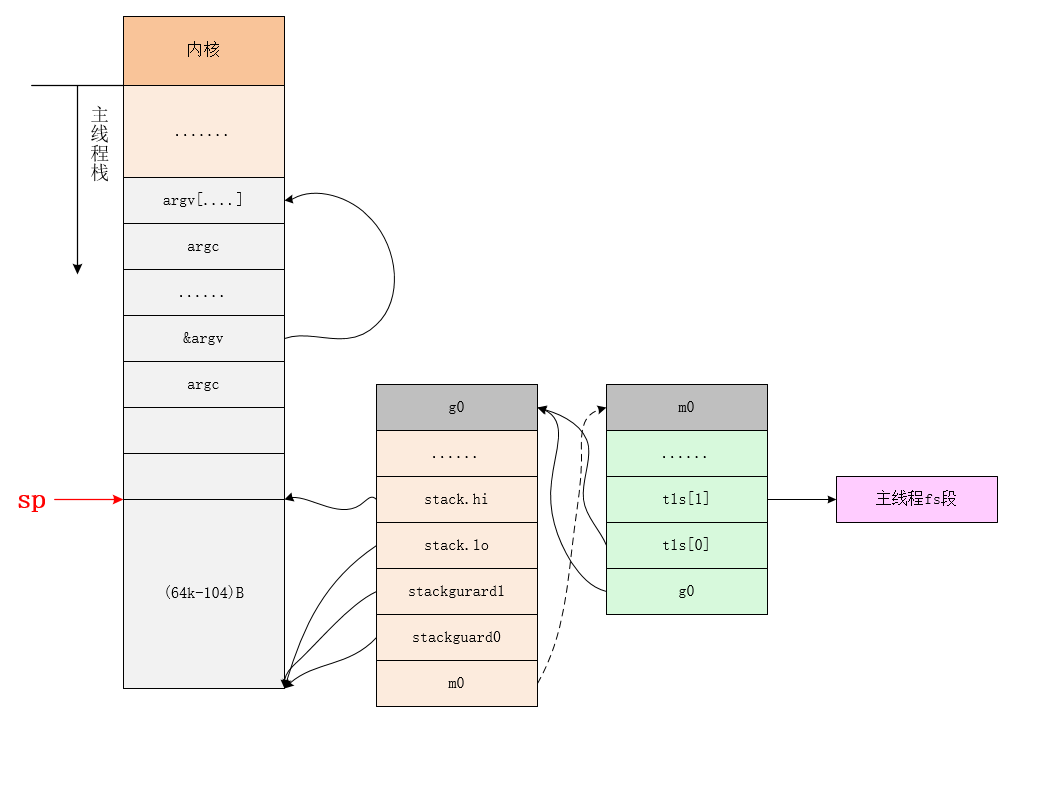 内核
主线程栈
.......
argv[....]
argc
......
&argv
argc
sp
(64k-104)B
g0
......
stack.hi
stack.lo
stackgurard1
stackguard0
m0
m0
......
tls[1]
tls[0]
g0
主线程fs段